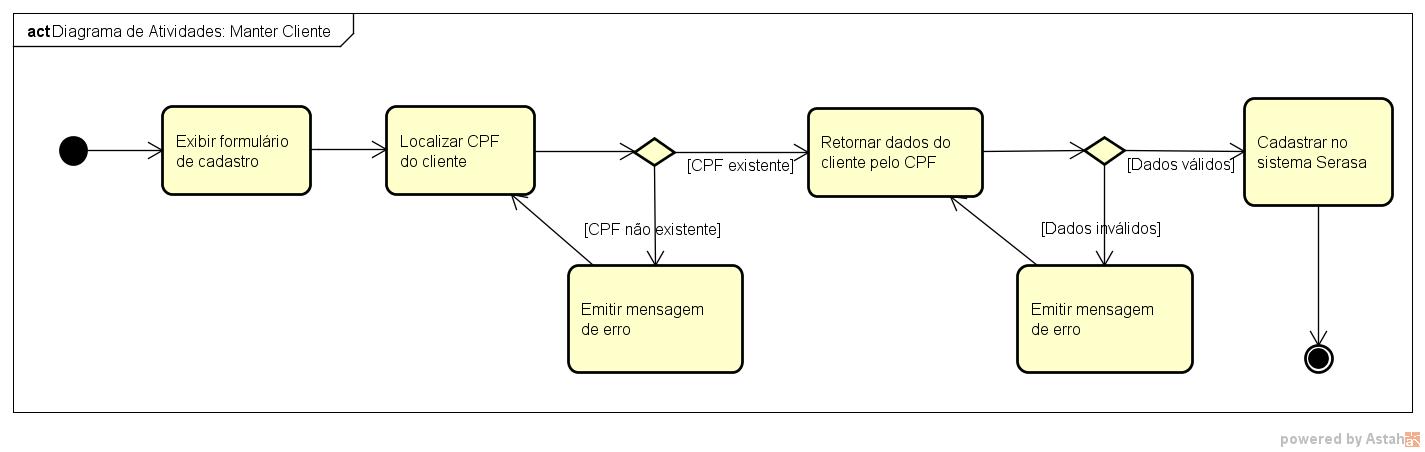 act Diagrama de Atividades: Manter Cliente
Exibir formulário
de cadastro
Localizar CPF
do cliente
[CPF existente]
Retornar dados do
cliente pelo CPF
[Dados válidos]
Cadastrar no
sistema Serasa
[CPF não existente]
[Dados inválidos]
Emitir mensagem
de erro
Emitir mensagem
de erro
powered by Astah